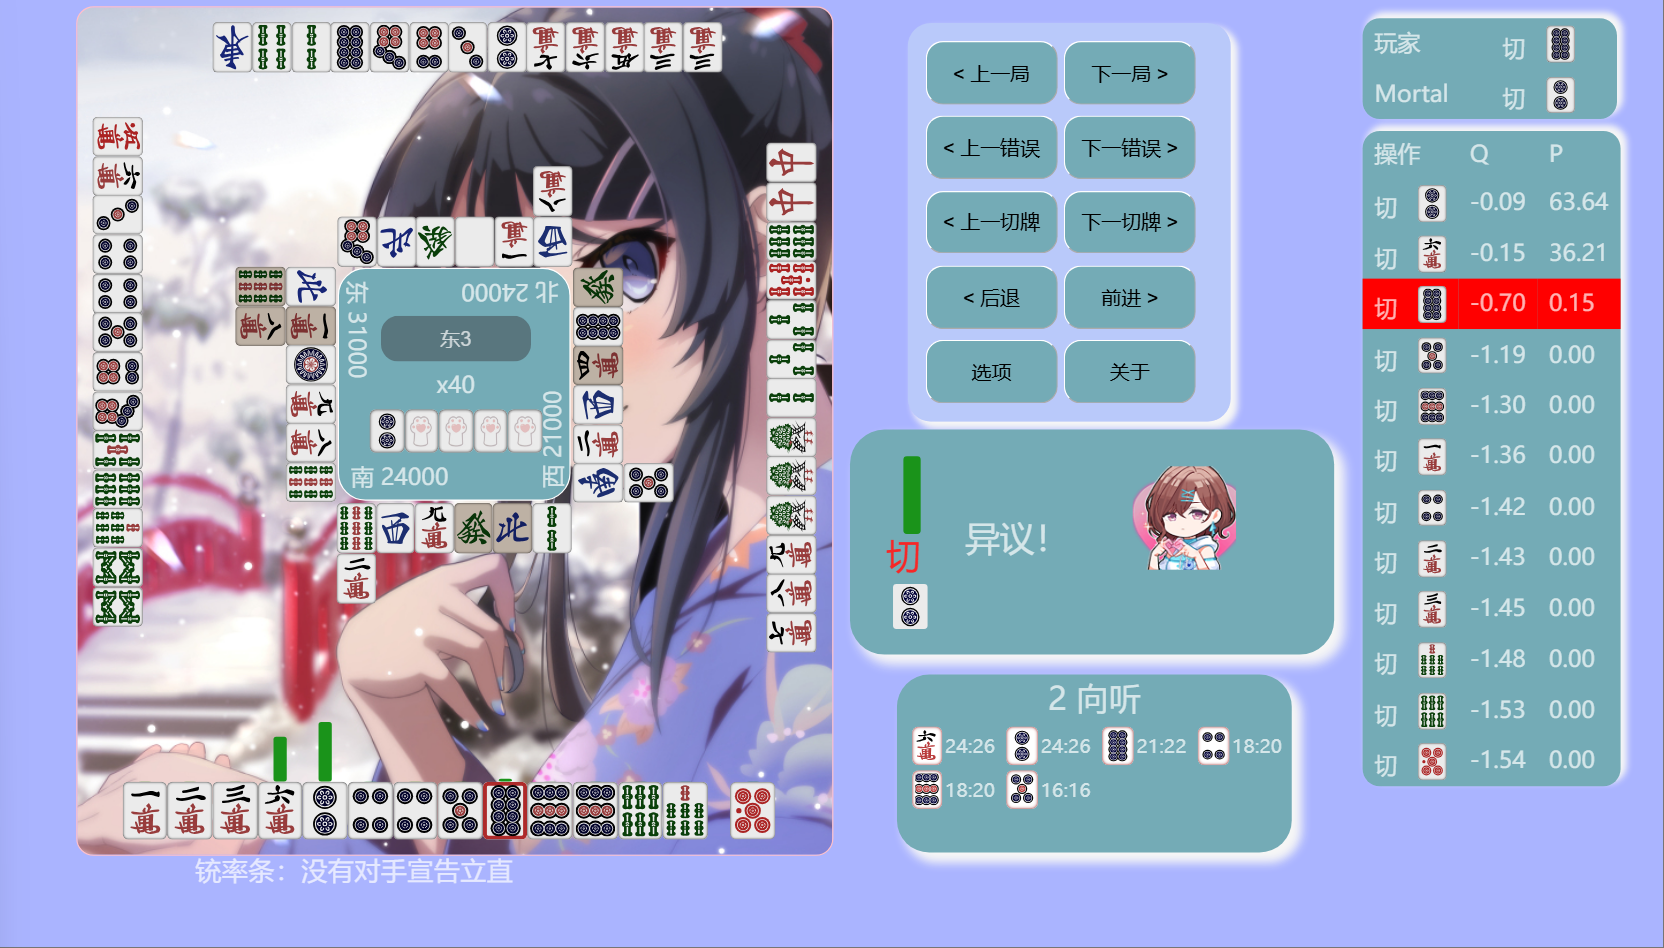 北 24000
东 31000
东3
x40
西 21000
南 24000
铳率条：没有对手宣告立直
< 上一局
下一局 >
< 上一错误
下一错误 >
< 上一切牌
下一切牌 >
< 后退
前进 >
选项
关于
切
异议！
2 向听
24:26
24:26
21:22
18:20
18:20
16:16
玩家 切
Mortal 切
操作 Q P
切 -0.09 63.64
切 -0.15 36.21
切 -0.70 0.15
切 -1.19 0.00
切 -1.30 0.00
切 -1.36 0.00
切 -1.42 0.00
切 -1.43 0.00
切 -1.45 0.00
切 -1.48 0.00
切 -1.53 0.00
切 -1.54 0.00